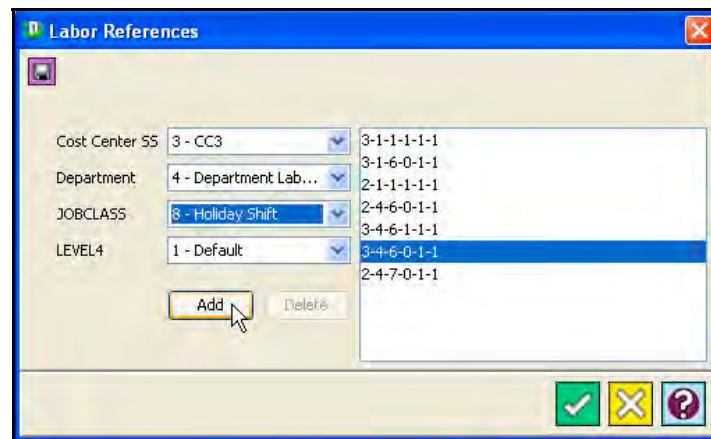 Labor References
Cost Center SS 3 - CC3
Department 4 - Department Lab...
JOBCLASS 8 - Holiday Shift
LEVEL4 1 - Default
Add Delete
3-1-1-1-1-1
3-1-6-0-1-1
2-1-1-1-1-1
2-4-6-0-1-1
3-4-6-1-1-1
3-4-6-0-1-1
2-4-7-0-1-1